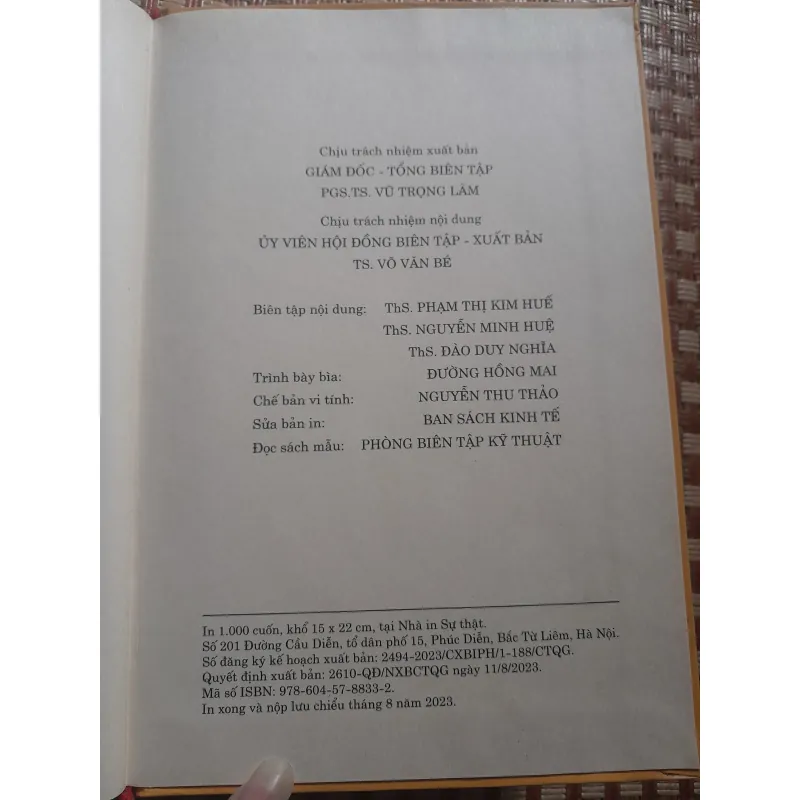 Chịu trách nhiệm xuất bản
GIÁM ĐỐC - TỔNG BIÊN TẬP
PGS.TS. VŨ TRỌNG LÂM
Chịu trách nhiệm nội dung
ỦY VIÊN HỘI ĐỒNG BIÊN TẬP - XUẤT BẢN
TS. VÕ VĂN BÉ
Biên tập nội dung: ThS. PHẠM THỊ KIM HUẾ
ThS. NGUYỄN MINH HUỆ
ThS. ĐÀO DUY NGHĨA
Trình bày bìa: ĐƯỜNG HỒNG MAI
Chế bản vi tính: NGUYỄN THU THẢO
Sửa bản in: BAN SÁCH KINH TẾ
Đọc sách mẫu: PHÒNG BIÊN TẬP KỸ THUẬT
In 1.000 cuốn, khổ 15 x 22 cm, tại Nhà in Sự thật.
Số 201 Đường Cầu Diễn, tổ dân phố 15, Phúc Diễn, Bắc Từ Liêm, Hà Nội.
Số đăng ký kế hoạch xuất bản: 2494-2023/CXBIPH/1-188/CTQG.
Quyết định xuất bản: 2610-QĐ/NXBCTQG ngày 11/8/2023.
Mã số ISBN: 978-604-57-8833-2.
In xong và nộp lưu chiểu tháng 8 năm 2023.